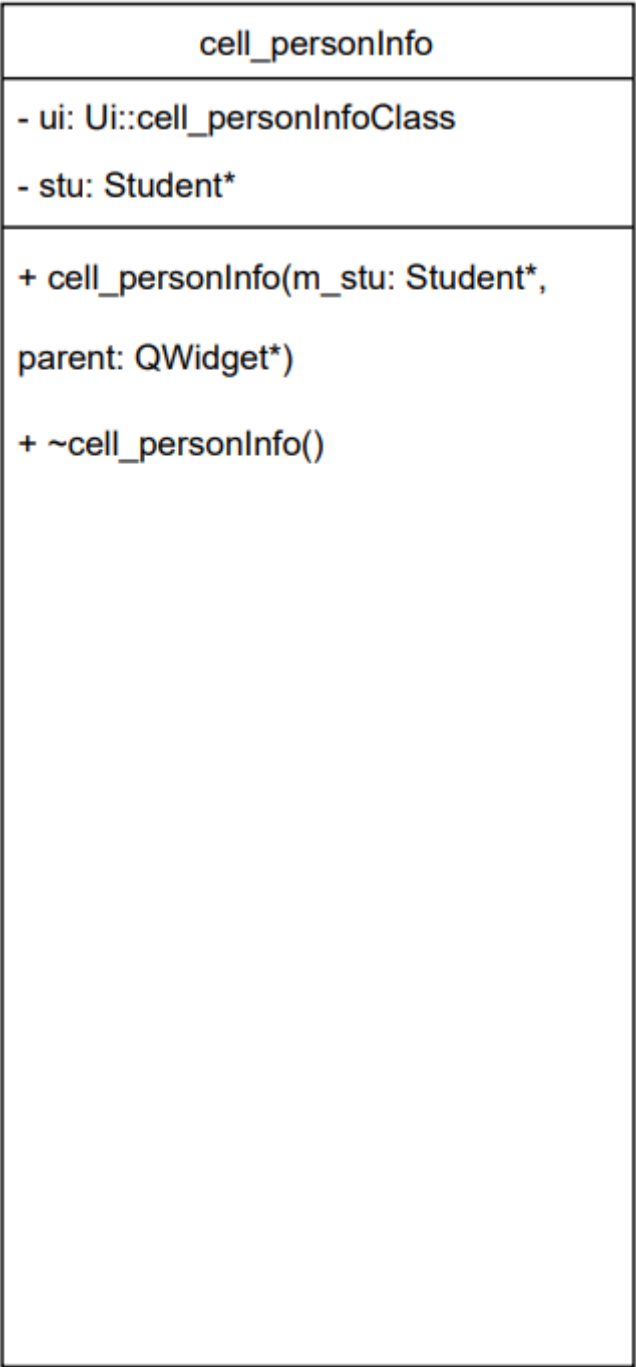 cell_personInfo
- ui: Ui::cell_personInfoClass
- stu: Student*
+ cell_personInfo(m_stu: Student*,
parent: QWidget*)
+ ~cell_personInfo()